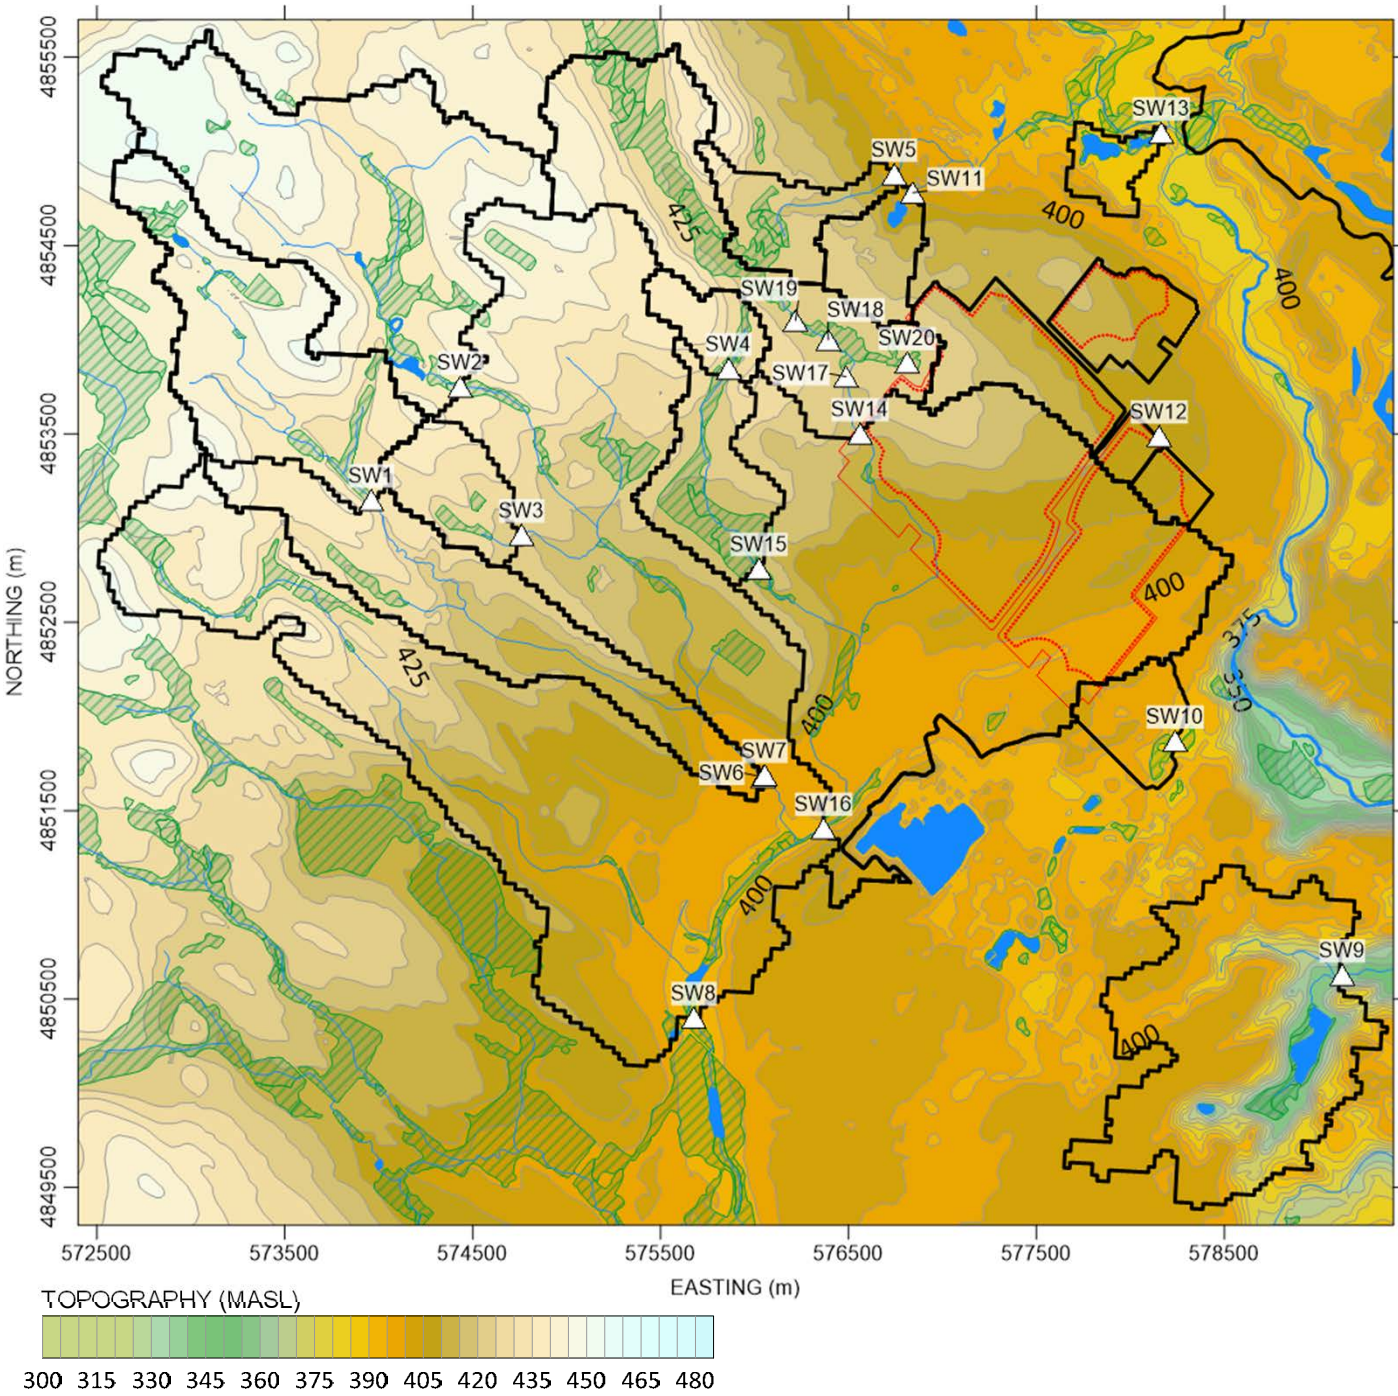 4855500
4854500
4853500
4852500
4851500
4850500
4849500
NORTHING (m)
SW13
SW5
SW11
400
425
400
SW19
SW18
SW4
SW20
SW2
SW17
SW14
SW12
SW1
SW3
SW15
400
375
425
350
400
SW10
SW7
SW6
SW16
400
SW9
SW8
400
572500 573500 574500 575500 576500 577500 578500
EASTING (m)
TOPOGRAPHY (MASL)
300 315 330 345 360 375 390 405 420 435 450 465 480